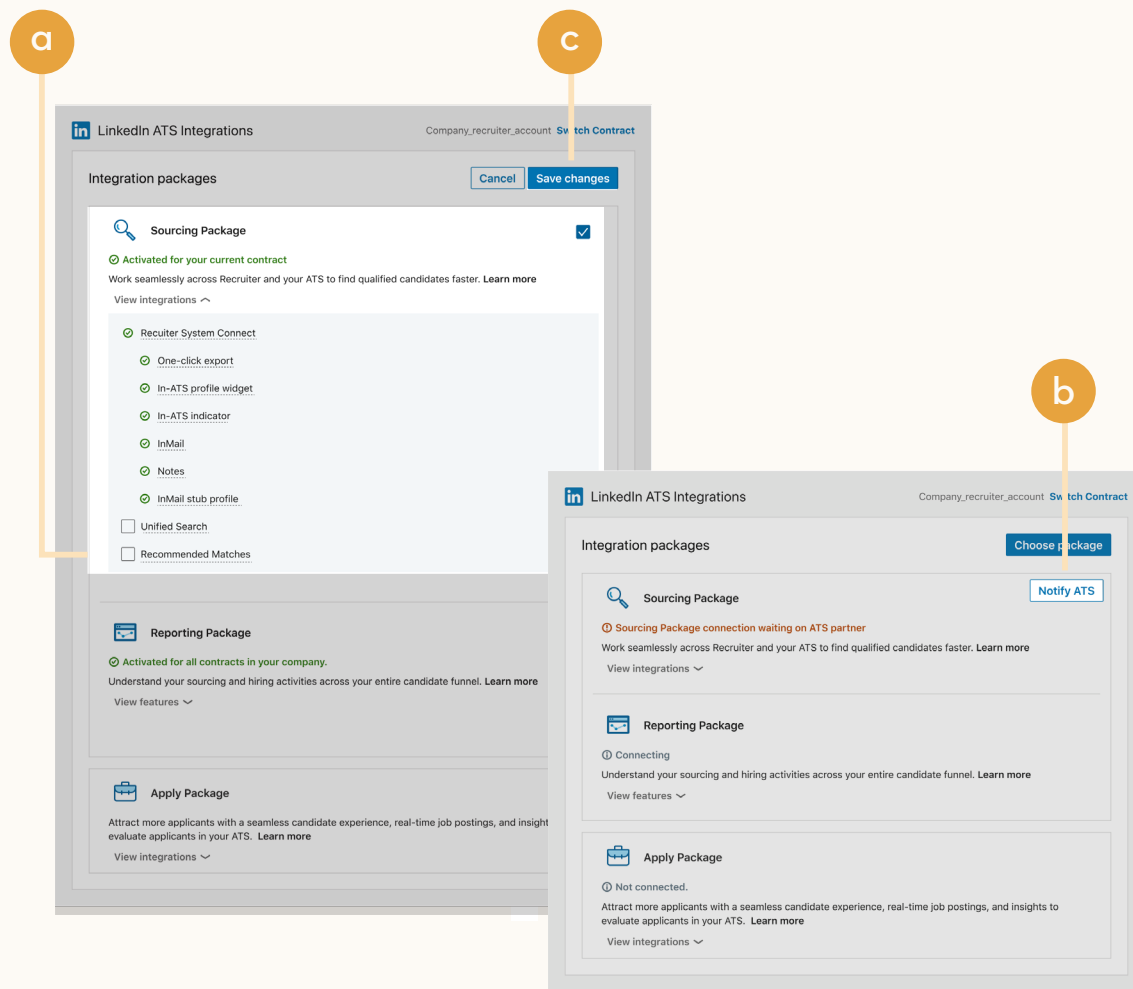 a
c
in LinkedIn ATS Integrations
Company_recruiter_account Switch Contract
Integration packages
Cancel
Save changes
Sourcing Package
Activated for your current contract
Work seamlessly across Recruiter and your ATS to find qualified candidates faster. Learn more
View integrations
Recuiter System Connect
One-click export
In-ATS profile widget
In-ATS indicator
InMail
Notes
InMail stub profile
Unified Search
Recommended Matches
Reporting Package
Activated for all contracts in your company.
Understand your sourcing and hiring activities across your entire candidate funnel. Learn more
View features
Apply Package
Attract more applicants with a seamless candidate experience, real-time job postings, and insight
evaluate applicants in your ATS. Learn more
View integrations
b
in LinkedIn ATS Integrations
Company_recruiter_account Switch Contract
Integration packages
Choose package
Sourcing Package
Notify ATS
Sourcing Package connection waiting on ATS partner
Work seamlessly across Recruiter and your ATS to find qualified candidates faster. Learn more
View integrations
Reporting Package
Connecting
Understand your sourcing and hiring activities across your entire candidate funnel. Learn more
View features
Apply Package
Not connected.
Attract more applicants with a seamless candidate experience, real-time job postings, and insights to
evaluate applicants in your ATS. Learn more
View integrations